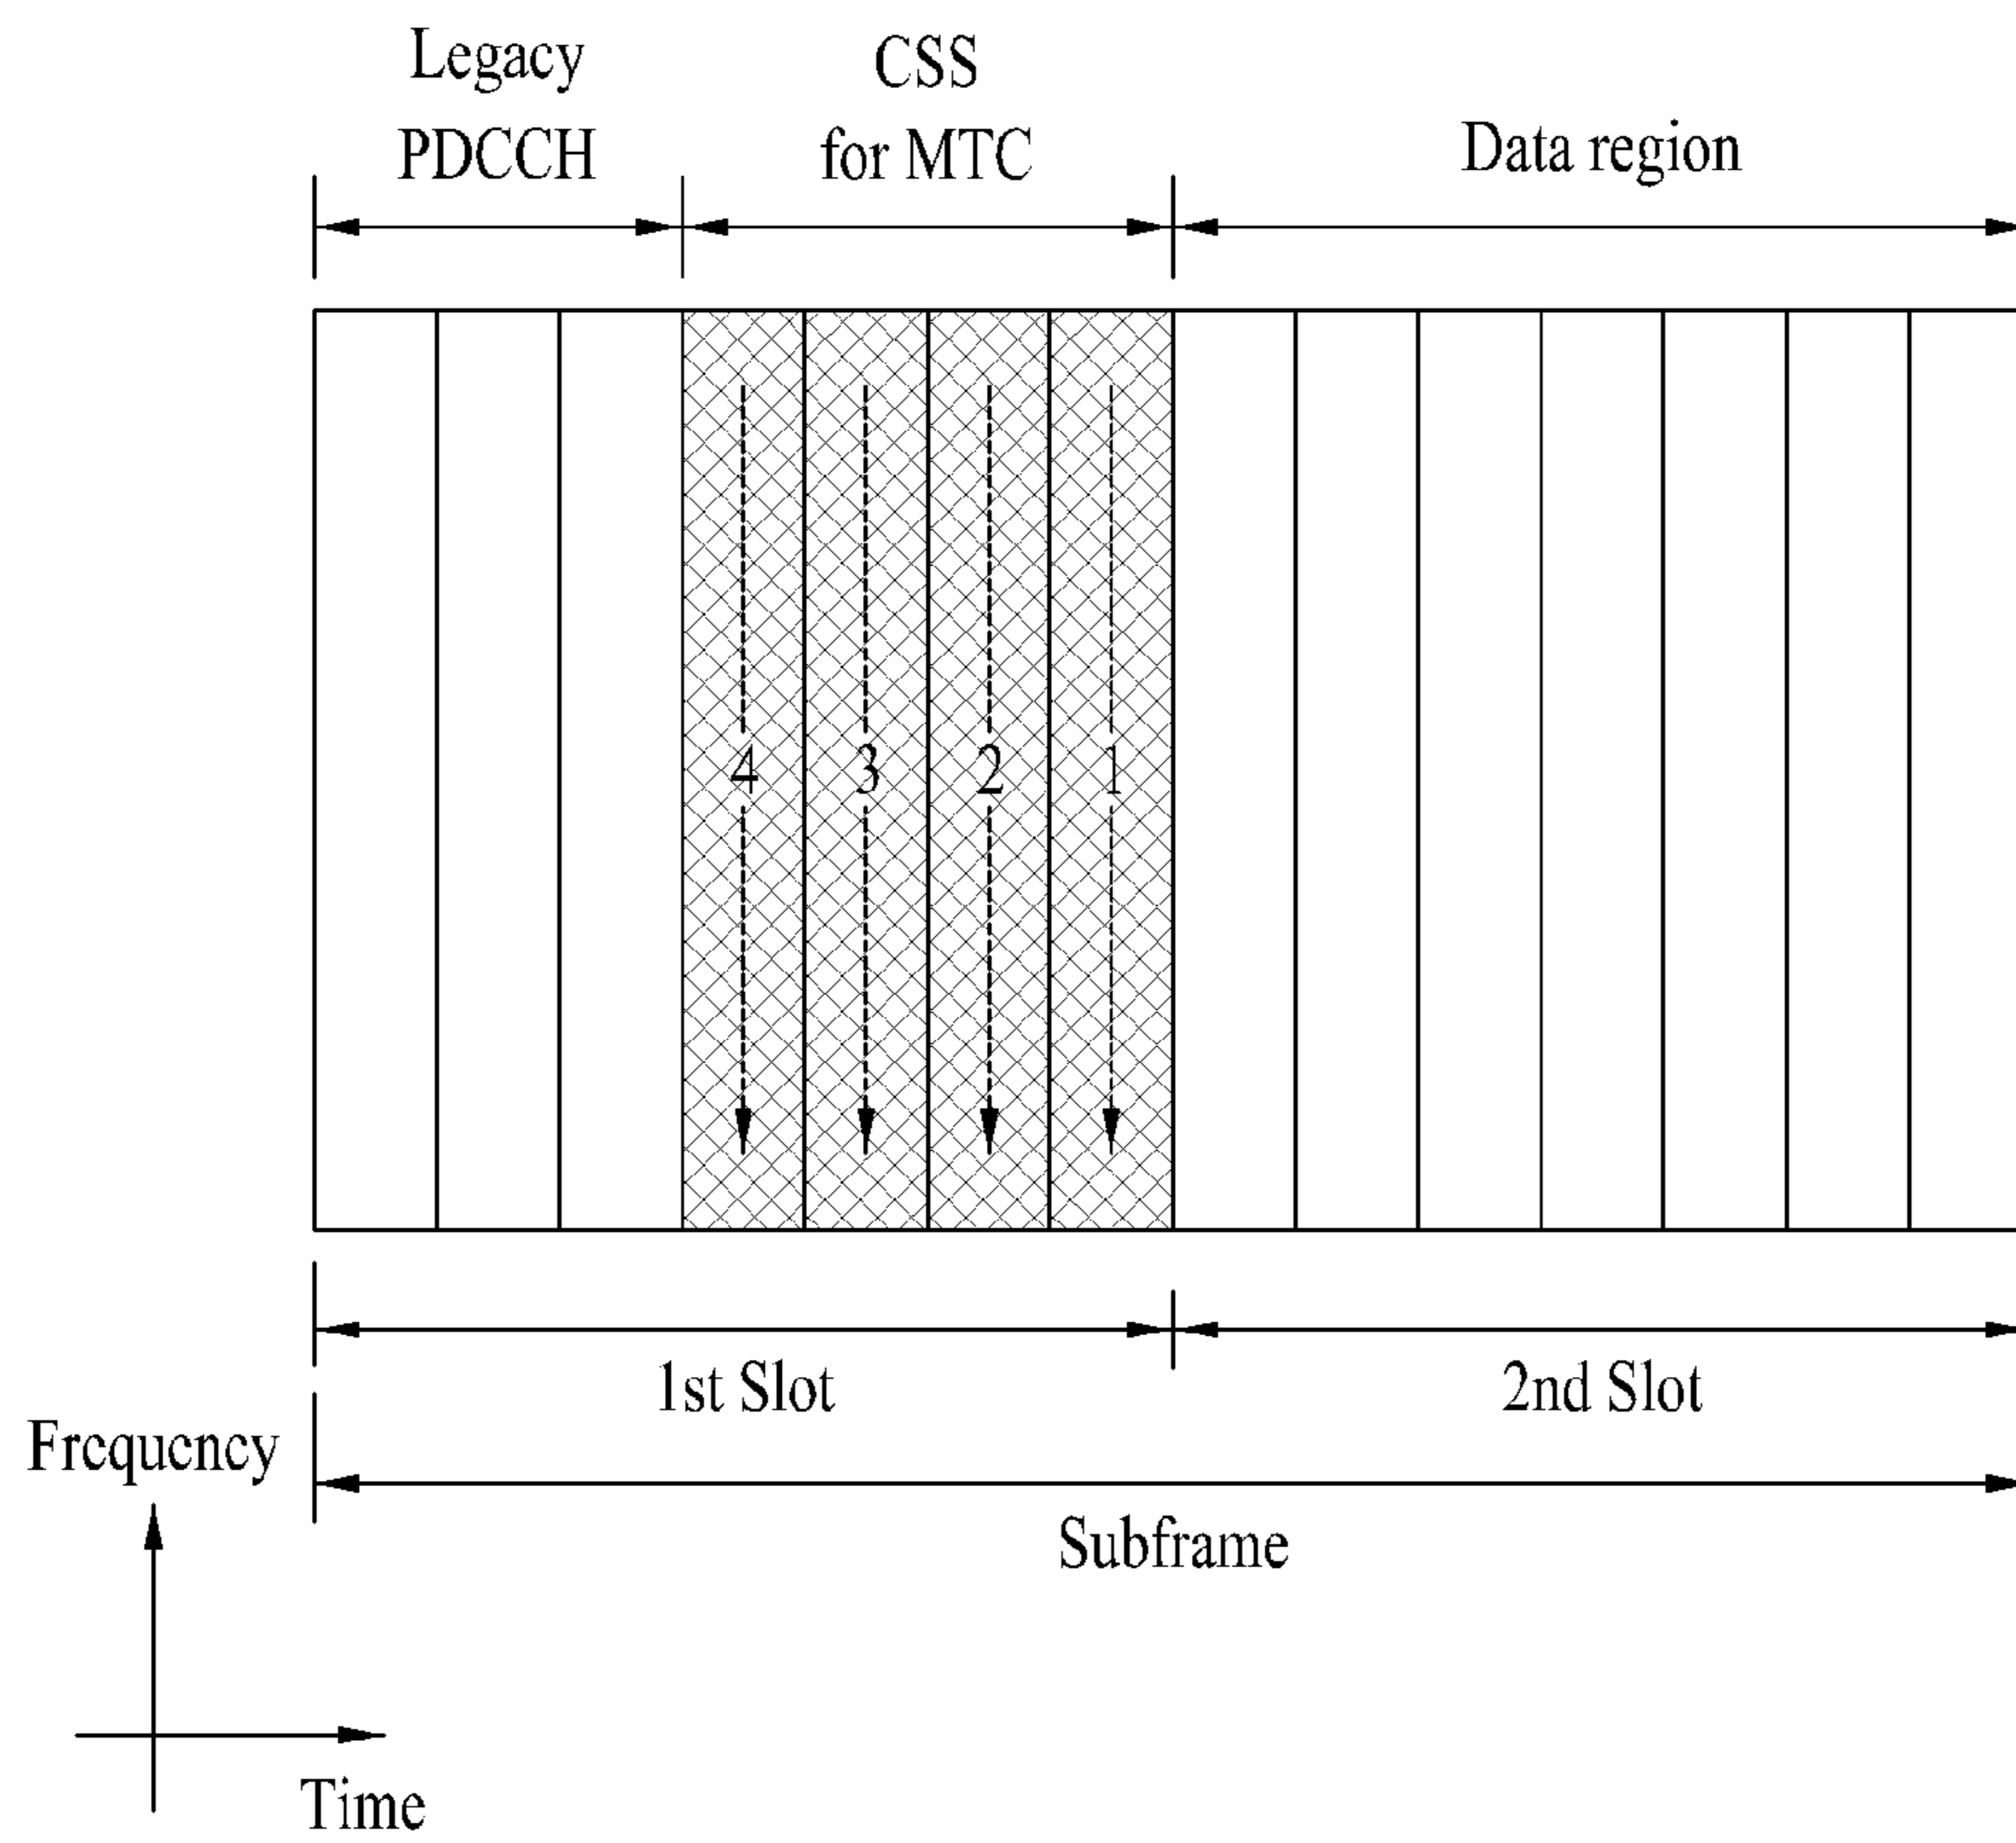 Legacy
PDCCH
CSS
for MTC
Data region
4 3 2 1
1st Slot
2nd Slot
Frequency
Subframe
Time